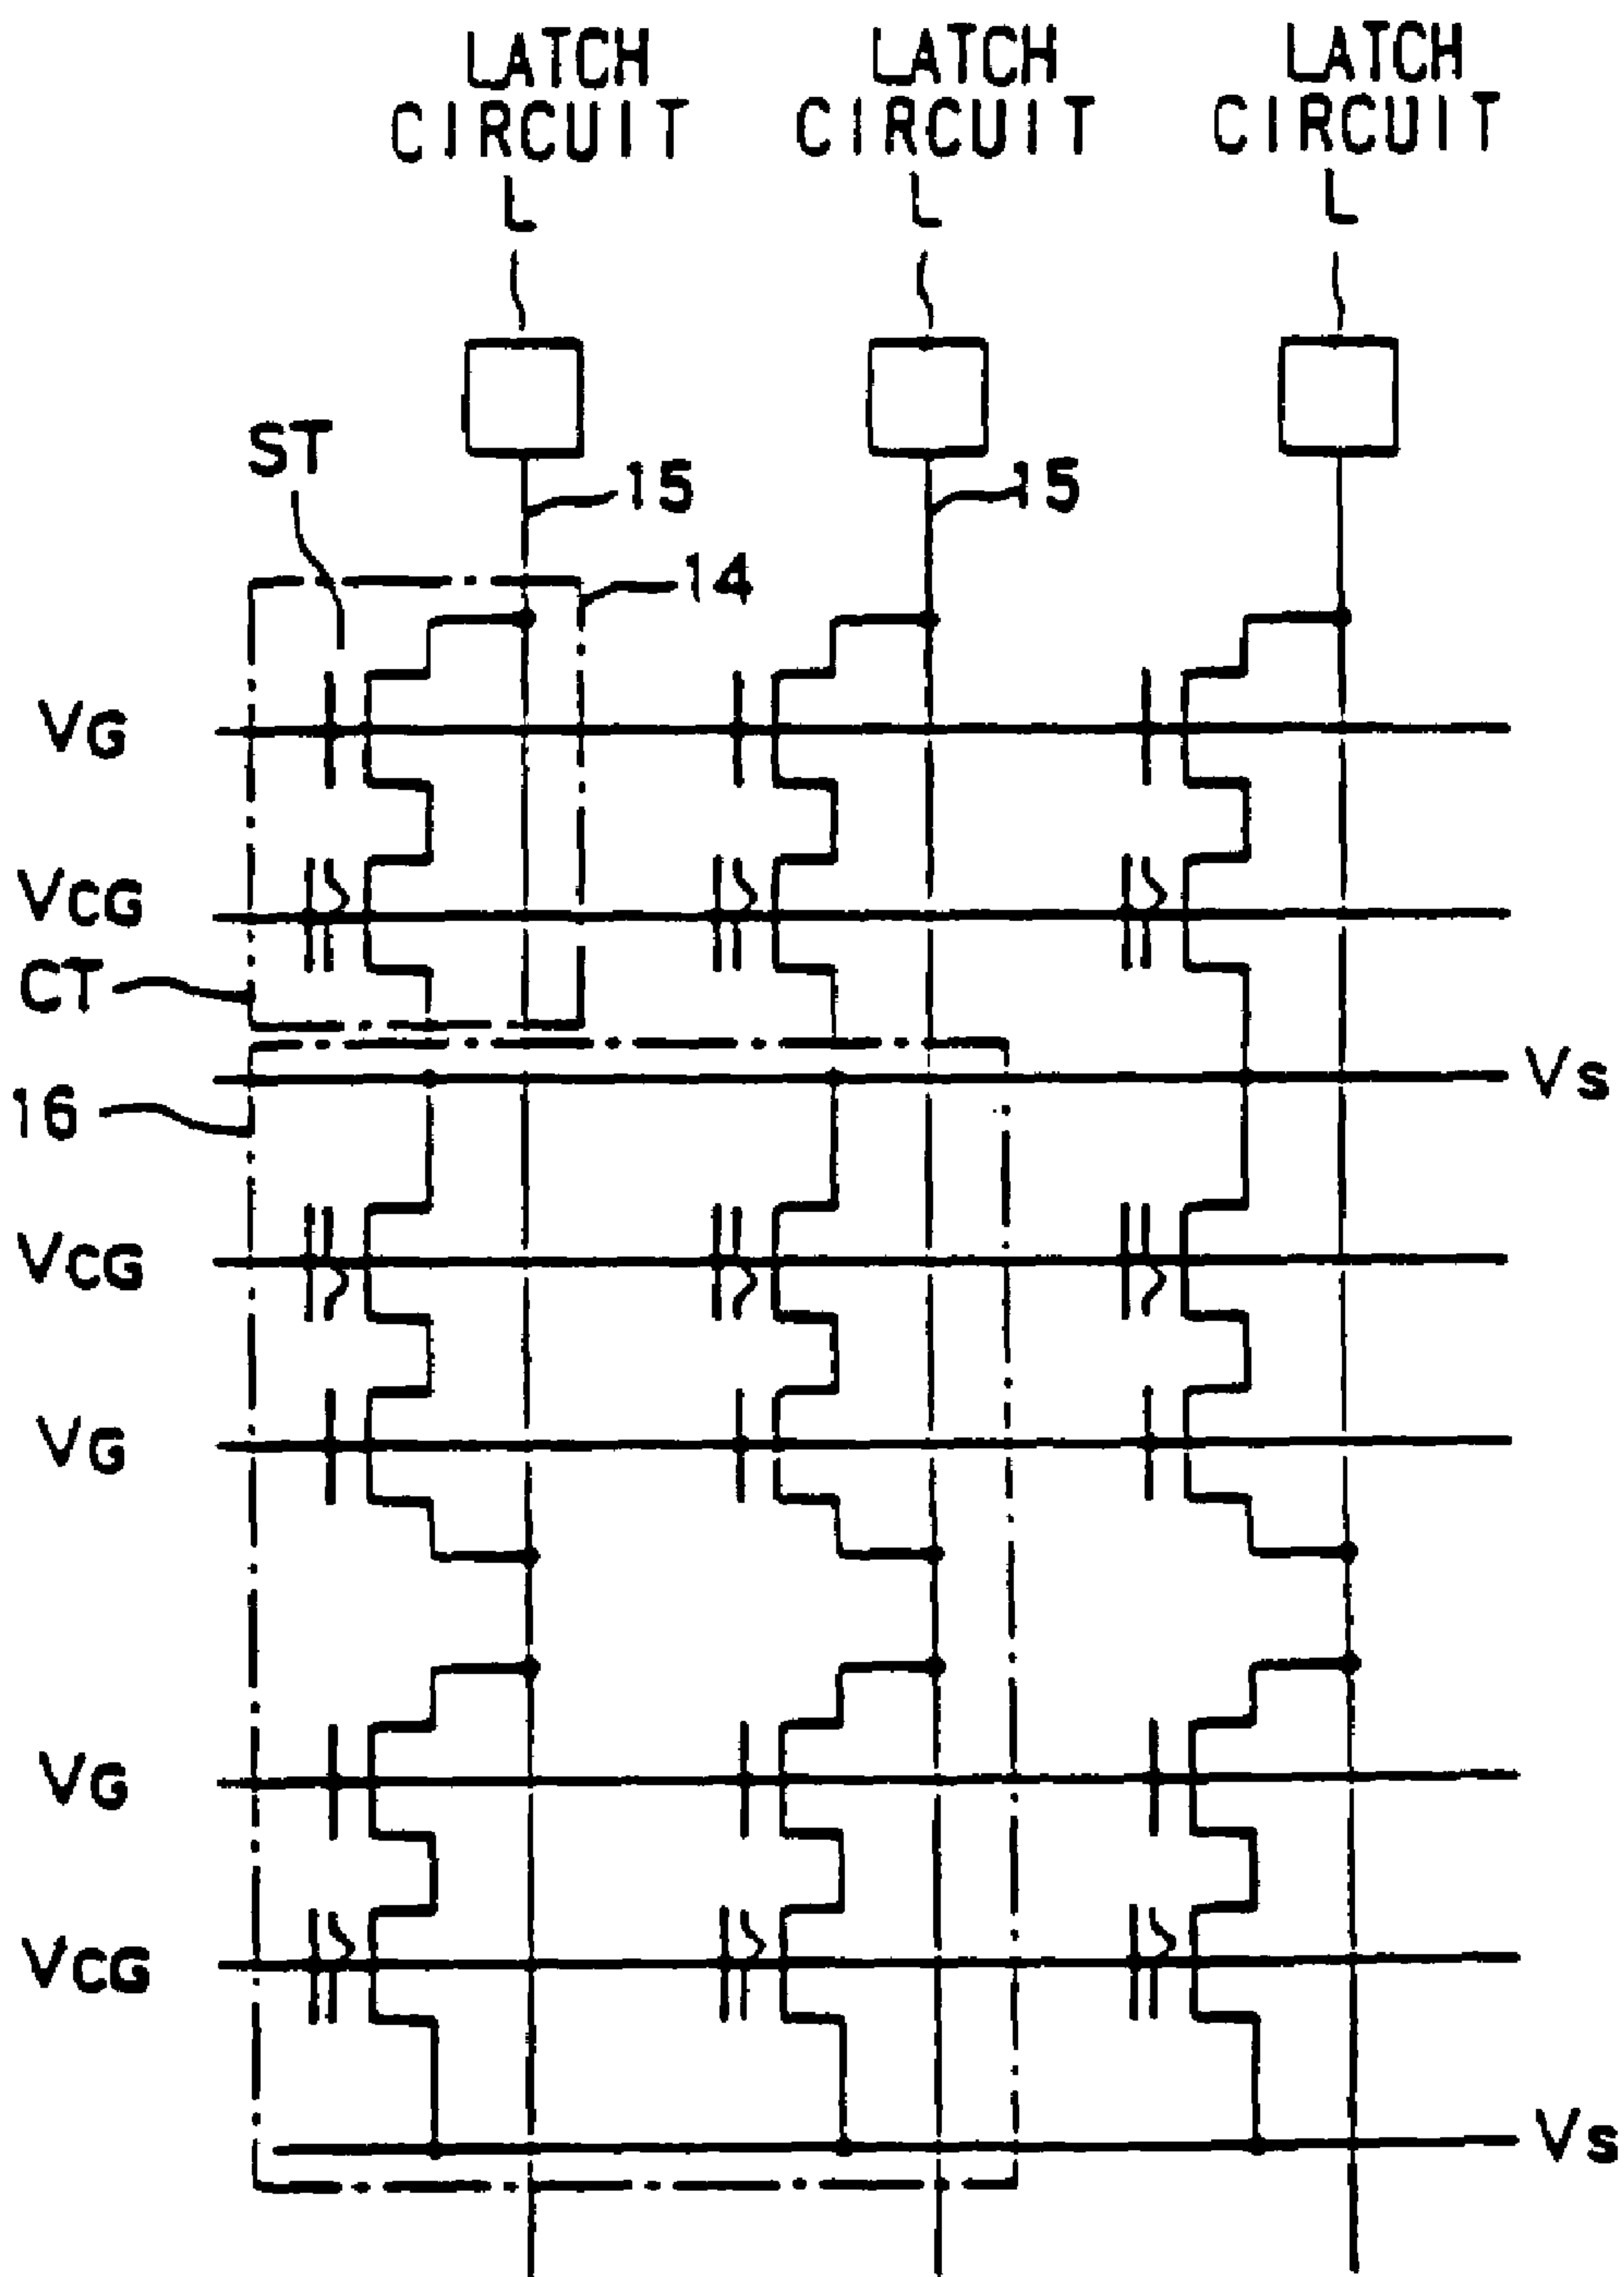 LATCH CIRCUIT L
LATCH CIRCUIT L
LATCH CIRCUIT L
ST
15
15
14
VG
VCG
CT
VS
16
VCG
VG
VG
VCG
VS